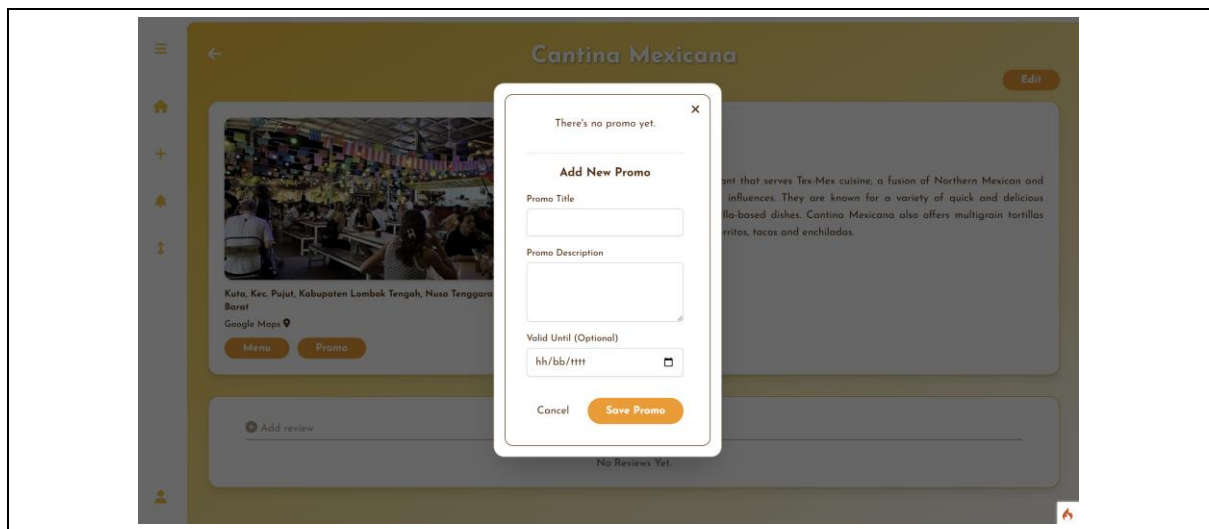 Cantina Mexicana
Edit
There's no promo yet.
Add New Promo
Promo Title
Promo Description
Valid Until (Optional)
hh/bb/tttt
Cancel
Save Promo
ant that serves Tex-Mex cuisine, a fusion of Northern Mexican and
influences. They are known for a variety of quick and delicious
lla-based dishes. Cantina Mexicana also offers multigrain tortillas
rritos, tacos and enchiladas.
Kuta, Kec. Pujut, Kabupaten Lombok Tengah, Nusa Tenggara
Barat
Google Maps
Menu
Promo
Add review
No Reviews Yet.